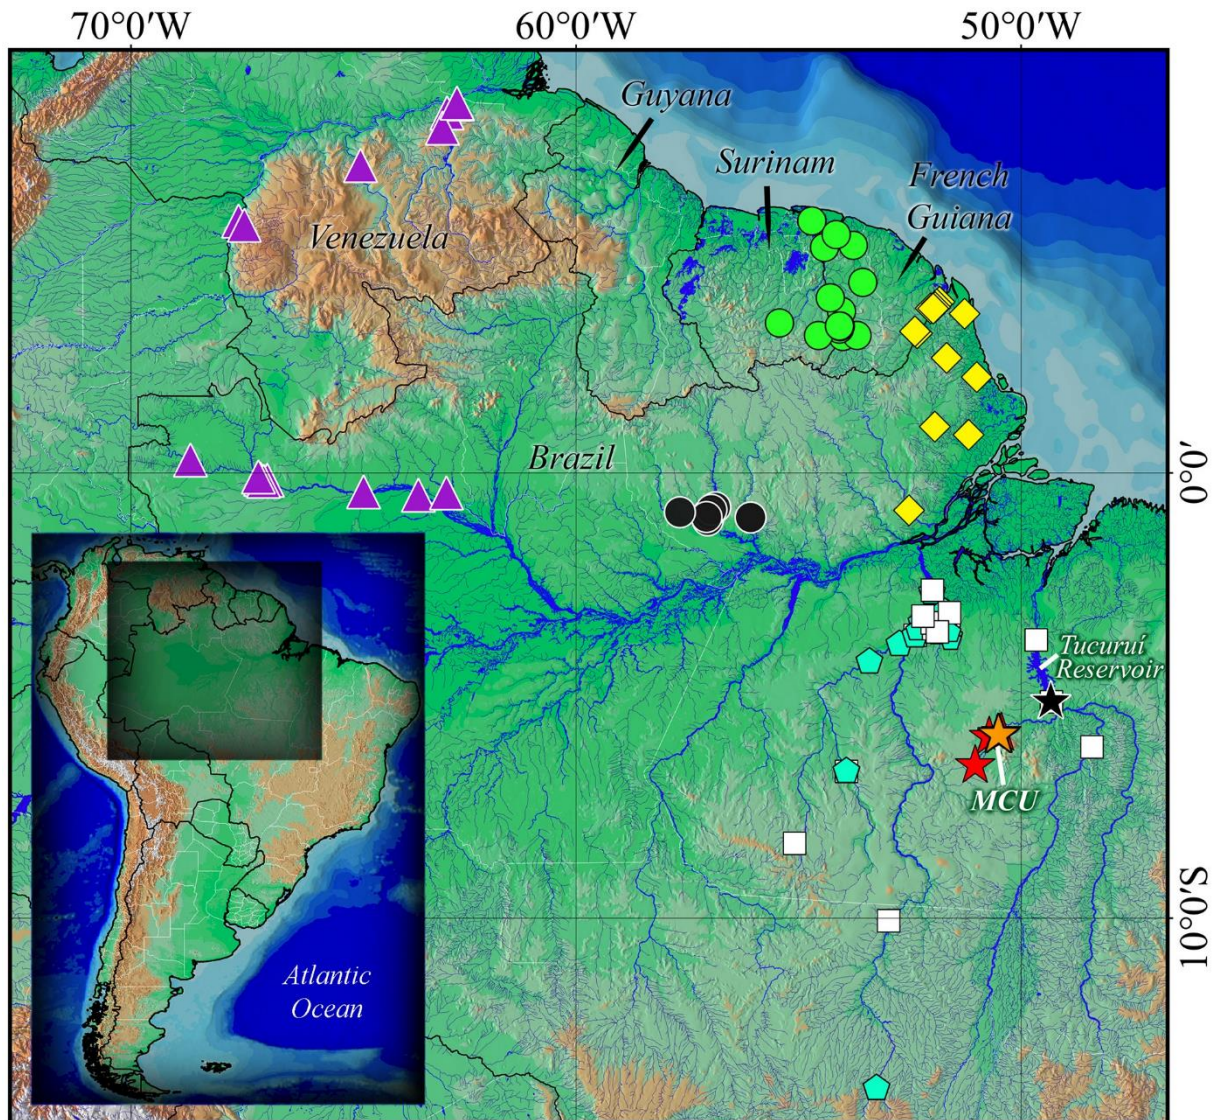 70°0′W
60°0′W
50°0′W
Guyana
Surinam
French
Guiana
Venezuela
Brazil
0°0′
Tucuruí
Reservoir
MCU
10°0′S
Atlantic
Ocean